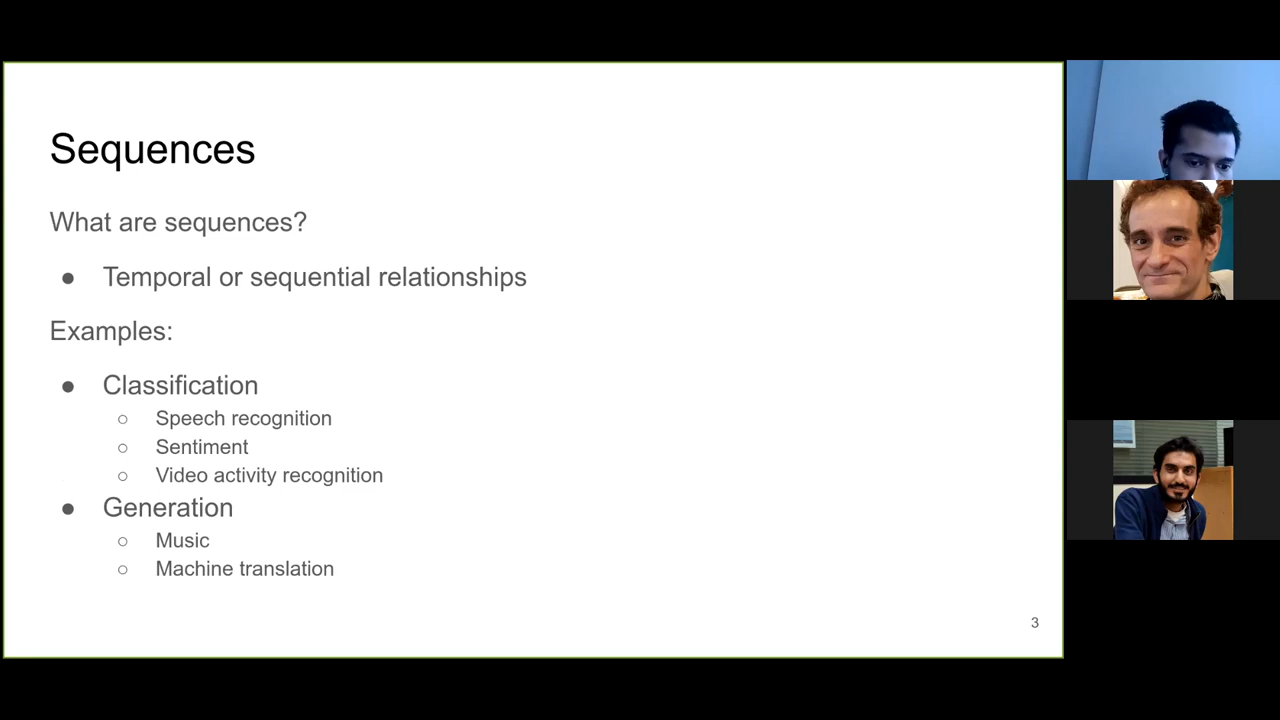 Sequences
What are sequences?
● Temporal or sequential relationships
Examples:
● Classification
○ Speech recognition
○ Sentiment
○ Video activity recognition
● Generation
○ Music
○ Machine translation
3